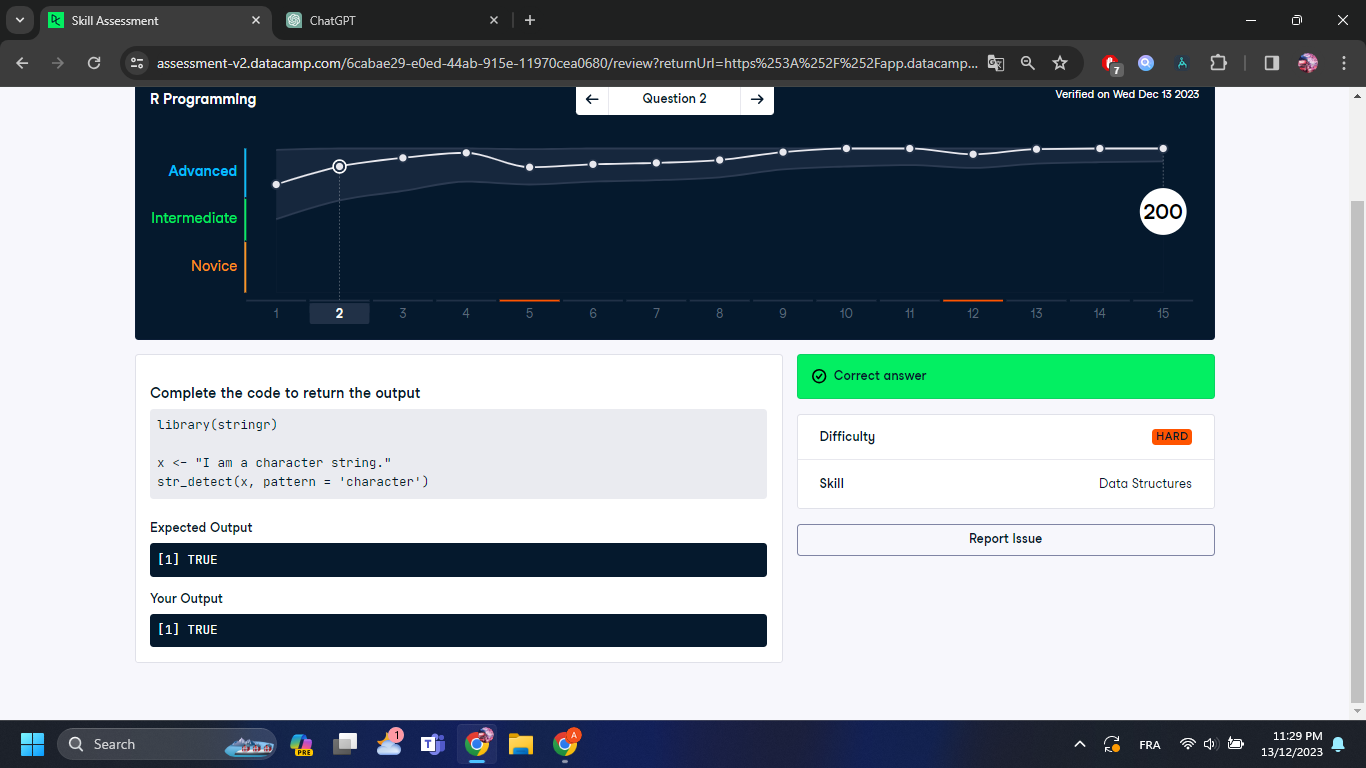 Skill Assessment
ChatGPT
assessment-v2.datacamp.com/6cabae29-e0ed-44ab-915e-11970cea0680/review?returnUrl=https%253A%252F%252Fapp.datacamp...
7
R Programming
Question 2
Verified on Wed Dec 13 2023
Advanced
Intermediate
Novice
200
1 2 3 4 5 6 7 8 9 10 11 12 13 14 15
Complete the code to return the output
library(stringr)
x <- "I am a character string."
str_detect(x, pattern = 'character')
Expected Output
[1] TRUE
Your Output
[1] TRUE
Correct answer
Difficulty
HARD
Skill
Data Structures
Report Issue
Search
PRE
1
T
A
FRA
11:29 PM
13/12/2023